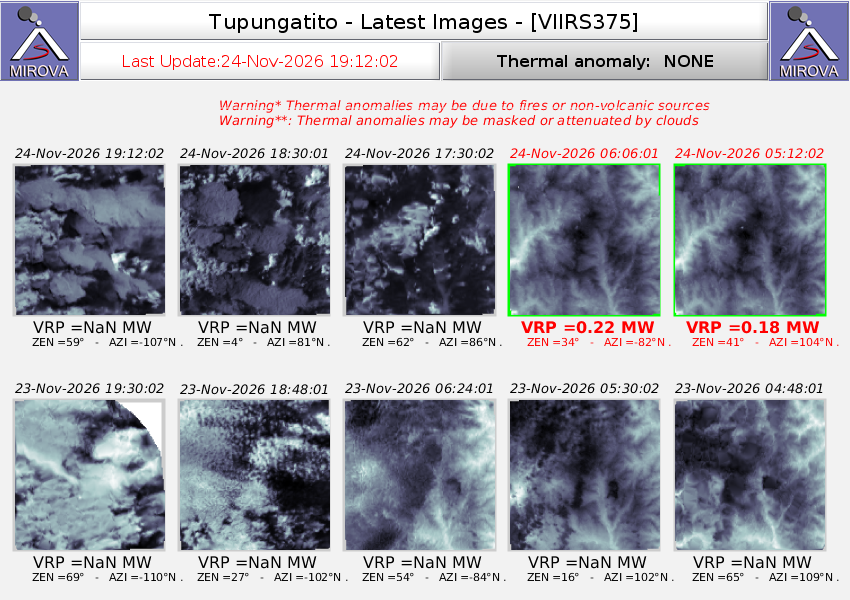 Tupungatito - Latest Images - [VIIRS375]
MIROVA
Last Update:24-Nov-2026 19:12:02
Thermal anomaly: NONE
MIROVA
Warning* Thermal anomalies may be due to fires or non-volcanic sources
Warning**: Thermal anomalies may be masked or attenuated by clouds
24-Nov-2026 19:12:02 24-Nov-2026 18:30:01 24-Nov-2026 17:30:02 24-Nov-2026 06:06:01 24-Nov-2026 05:12:02
VRP =NaN MW VRP =NaN MW VRP =NaN MW VRP =0.22 MW VRP =0.18 MW
ZEN =59° - AZI =-107°N . ZEN =4° - AZI =81°N . ZEN =62° - AZI =86°N . ZEN =34° - AZI =-82°N . ZEN =41° - AZI =104°N .
23-Nov-2026 19:30:02 23-Nov-2026 18:48:01 23-Nov-2026 06:24:01 23-Nov-2026 05:30:02 23-Nov-2026 04:48:01
VRP =NaN MW VRP =NaN MW VRP =NaN MW VRP =NaN MW VRP =NaN MW
ZEN =69° - AZI =-110°N . ZEN =27° - AZI =-102°N . ZEN =54° - AZI =-84°N . ZEN =16° - AZI =102°N . ZEN =65° - AZI =109°N .